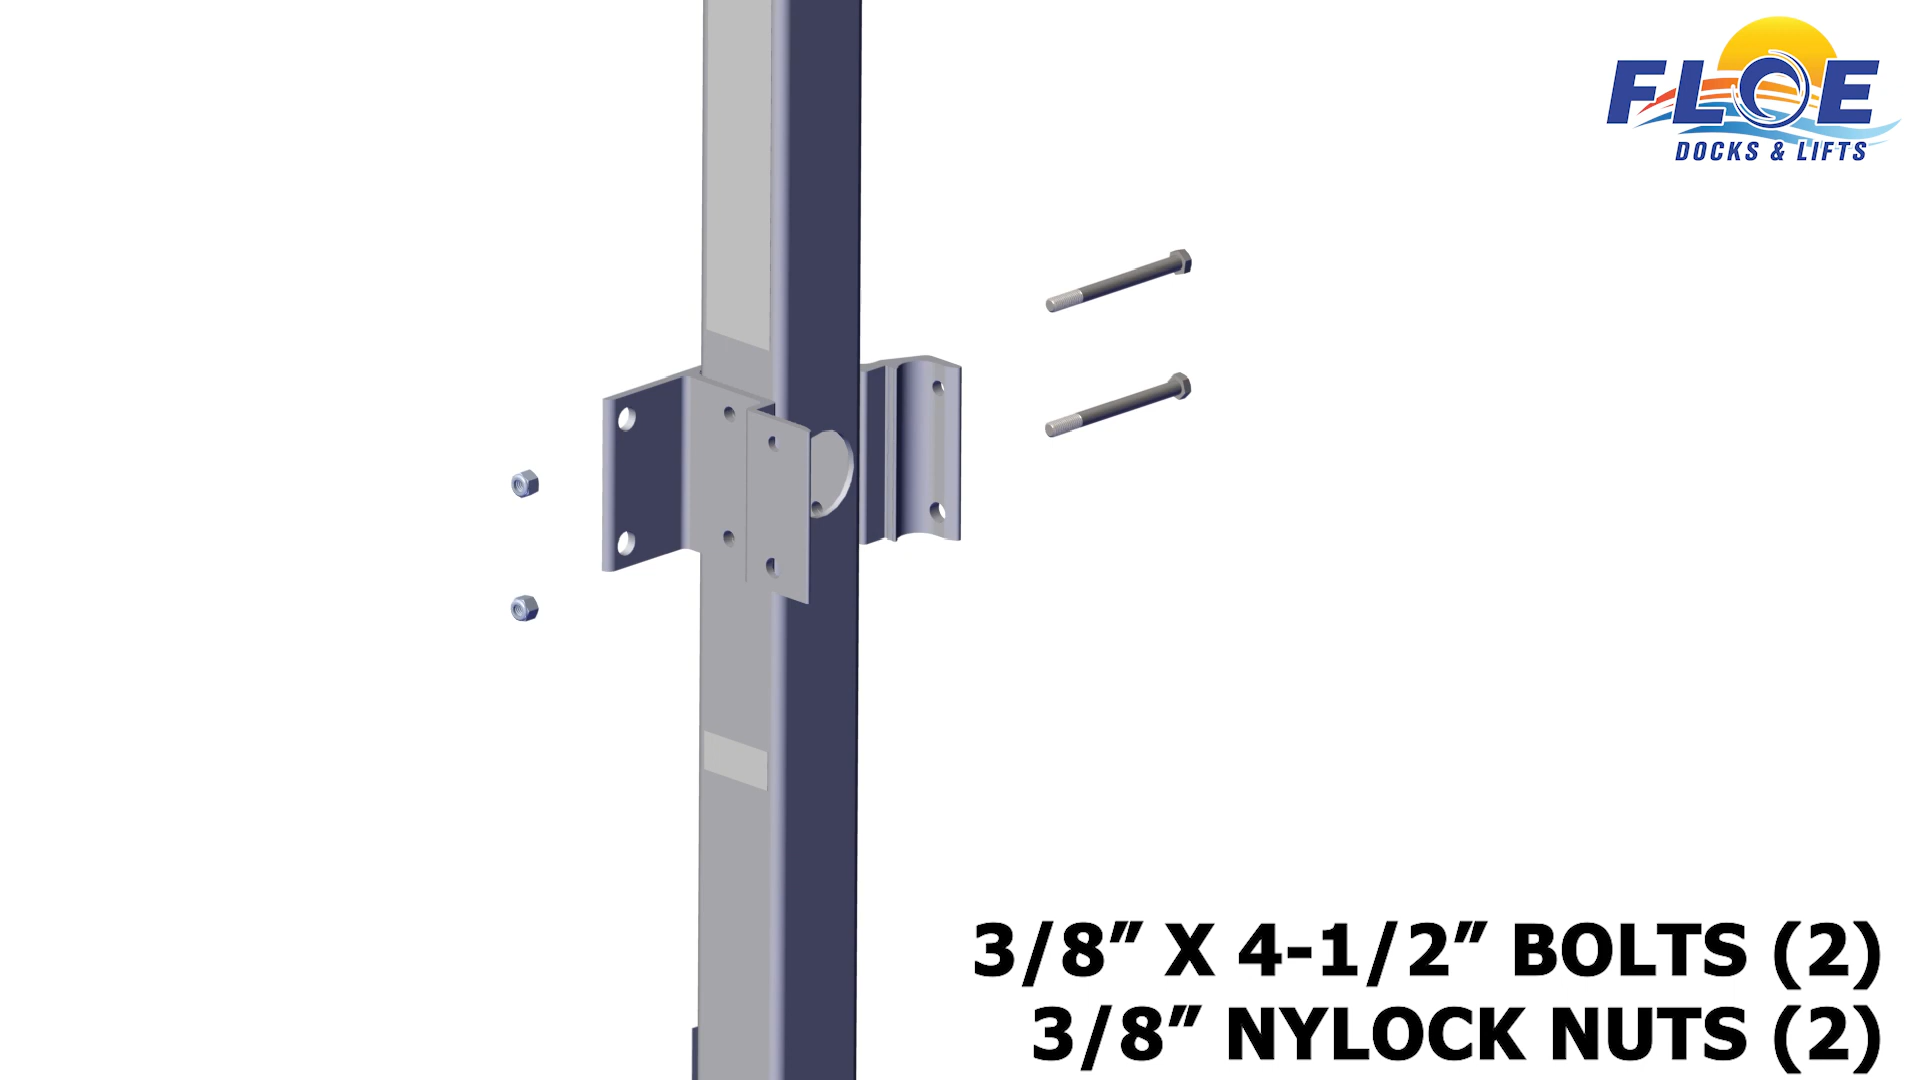 FLOE
DOCKS & LIFTS
3/8″ X 4-1/2″ BOLTS (2)
3/8″ NYLOCK NUTS (2)